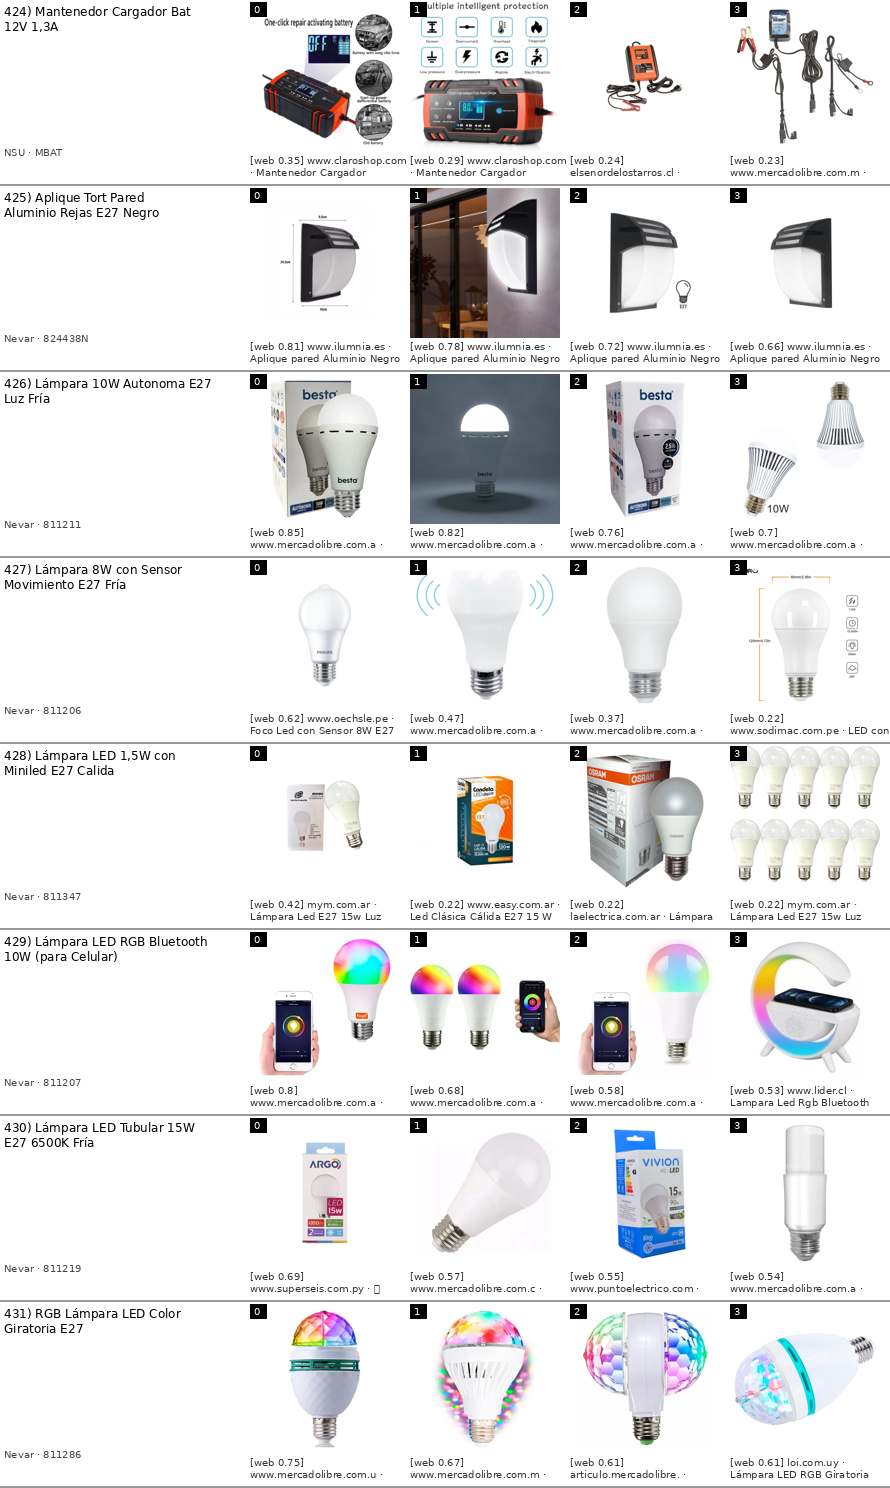 424) Mantenedor Cargador Bat
12V 1,3A
NSU · MBAT
0
One-click repair activating battery
OFF
[web 0.35] www.claroshop.com
· Mantenedor Cargador
1
multiple intelligent protection
Low pressure
[web 0.29] www.claroshop.com
· Mantenedor Cargador
2
[web 0.24]
elsenordelostarros.cl ·
3
[web 0.23]
www.mercadolibre.com.m ·
425) Aplique Tort Pared
Aluminio Rejas E27 Negro
Nevar · 824438N
0
[web 0.81] www.ilumnia.es ·
Aplique pared Aluminio Negro
1
[web 0.78] www.ilumnia.es ·
Aplique pared Aluminio Negro
2
E27
[web 0.72] www.ilumnia.es ·
Aplique pared Aluminio Negro
3
[web 0.66] www.ilumnia.es ·
Aplique pared Aluminio Negro
426) Lámpara 10W Autonoma E27
Luz Fría
Nevar · 811211
0
besta
besta
[web 0.85]
www.mercadolibre.com.a ·
1
[web 0.82]
www.mercadolibre.com.a ·
2
besta
[web 0.76]
www.mercadolibre.com.a ·
3
10W
[web 0.7]
www.mercadolibre.com.a ·
427) Lámpara 8W con Sensor
Movimiento E27 Fría
Nevar · 811206
0
PHILIPS
[web 0.62] www.oechsle.pe ·
Foco Led con Sensor 8W E27
1
[web 0.47]
www.mercadolibre.com.a ·
2
[web 0.37]
www.mercadolibre.com.a ·
3
[web 0.22]
www.sodimac.com.pe · LED con
428) Lámpara LED 1,5W con
Miniled E27 Calida
Nevar · 811347
0
[web 0.42] mym.com.ar ·
Lámpara Led E27 15w Luz
1
Candela
[web 0.22] www.easy.com.ar ·
Led Clásica Cálida E27 15 W
2
OSRAM
[web 0.22]
laelectrica.com.ar · Lámpara
3
[web 0.22] mym.com.ar ·
Lámpara Led E27 15w Luz
429) Lámpara LED RGB Bluetooth
10W (para Celular)
Nevar · 811207
0
[web 0.8]
www.mercadolibre.com.a ·
1
[web 0.68]
www.mercadolibre.com.a ·
2
[web 0.58]
www.mercadolibre.com.a ·
3
[web 0.53] www.lider.cl ·
Lampara Led Rgb Bluetooth
430) Lámpara LED Tubular 15W
E27 6500K Fría
Nevar · 811219
0
ARGO
LED
15w
[web 0.69]
www.superseis.com.py ·
1
[web 0.57]
www.mercadolibre.com.c ·
2
VIVION
15w
[web 0.55]
www.puntoelectrico.com ·
3
[web 0.54]
www.mercadolibre.com.a ·
431) RGB Lámpara LED Color
Giratoria E27
Nevar · 811286
0
[web 0.75]
www.mercadolibre.com.u ·
1
[web 0.67]
www.mercadolibre.com.m ·
2
[web 0.61]
articulo.mercadolibre. ·
3
[web 0.61] loi.com.uy ·
Lámpara LED RGB Giratoria